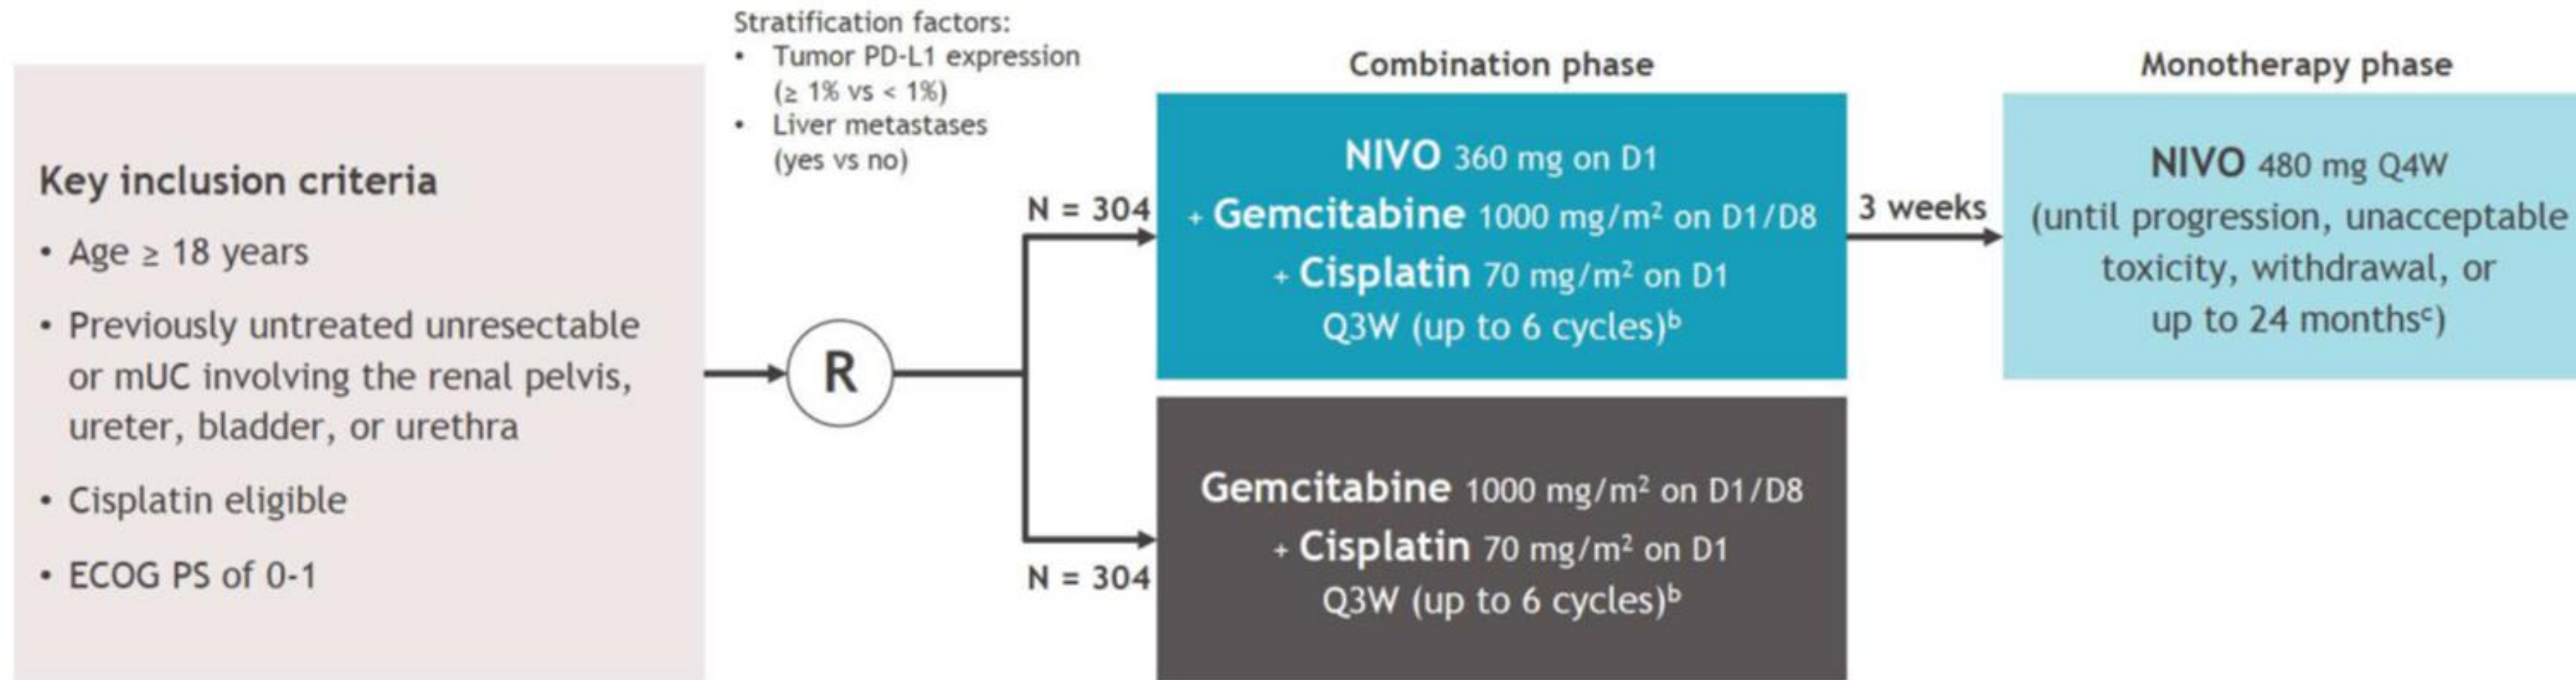 Stratification factors:
• Tumor PD-L1 expression
(≥ 1% vs < 1%)
• Liver metastases
(yes vs no)
Key inclusion criteria
• Age ≥ 18 years
• Previously untreated unresectable
or mUC involving the renal pelvis,
ureter, bladder, or urethra
• Cisplatin eligible
• ECOG PS of 0-1
R
N = 304
N = 304
Combination phase
NIVO 360 mg on D1
+ Gemcitabine 1000 mg/m² on D1/D8
+ Cisplatin 70 mg/m² on D1
Q3W (up to 6 cycles)ᵇ
Gemcitabine 1000 mg/m² on D1/D8
+ Cisplatin 70 mg/m² on D1
Q3W (up to 6 cycles)ᵇ
3 weeks
Monotherapy phase
NIVO 480 mg Q4W
(until progression, unacceptable
toxicity, withdrawal, or
up to 24 monthsᶜ)